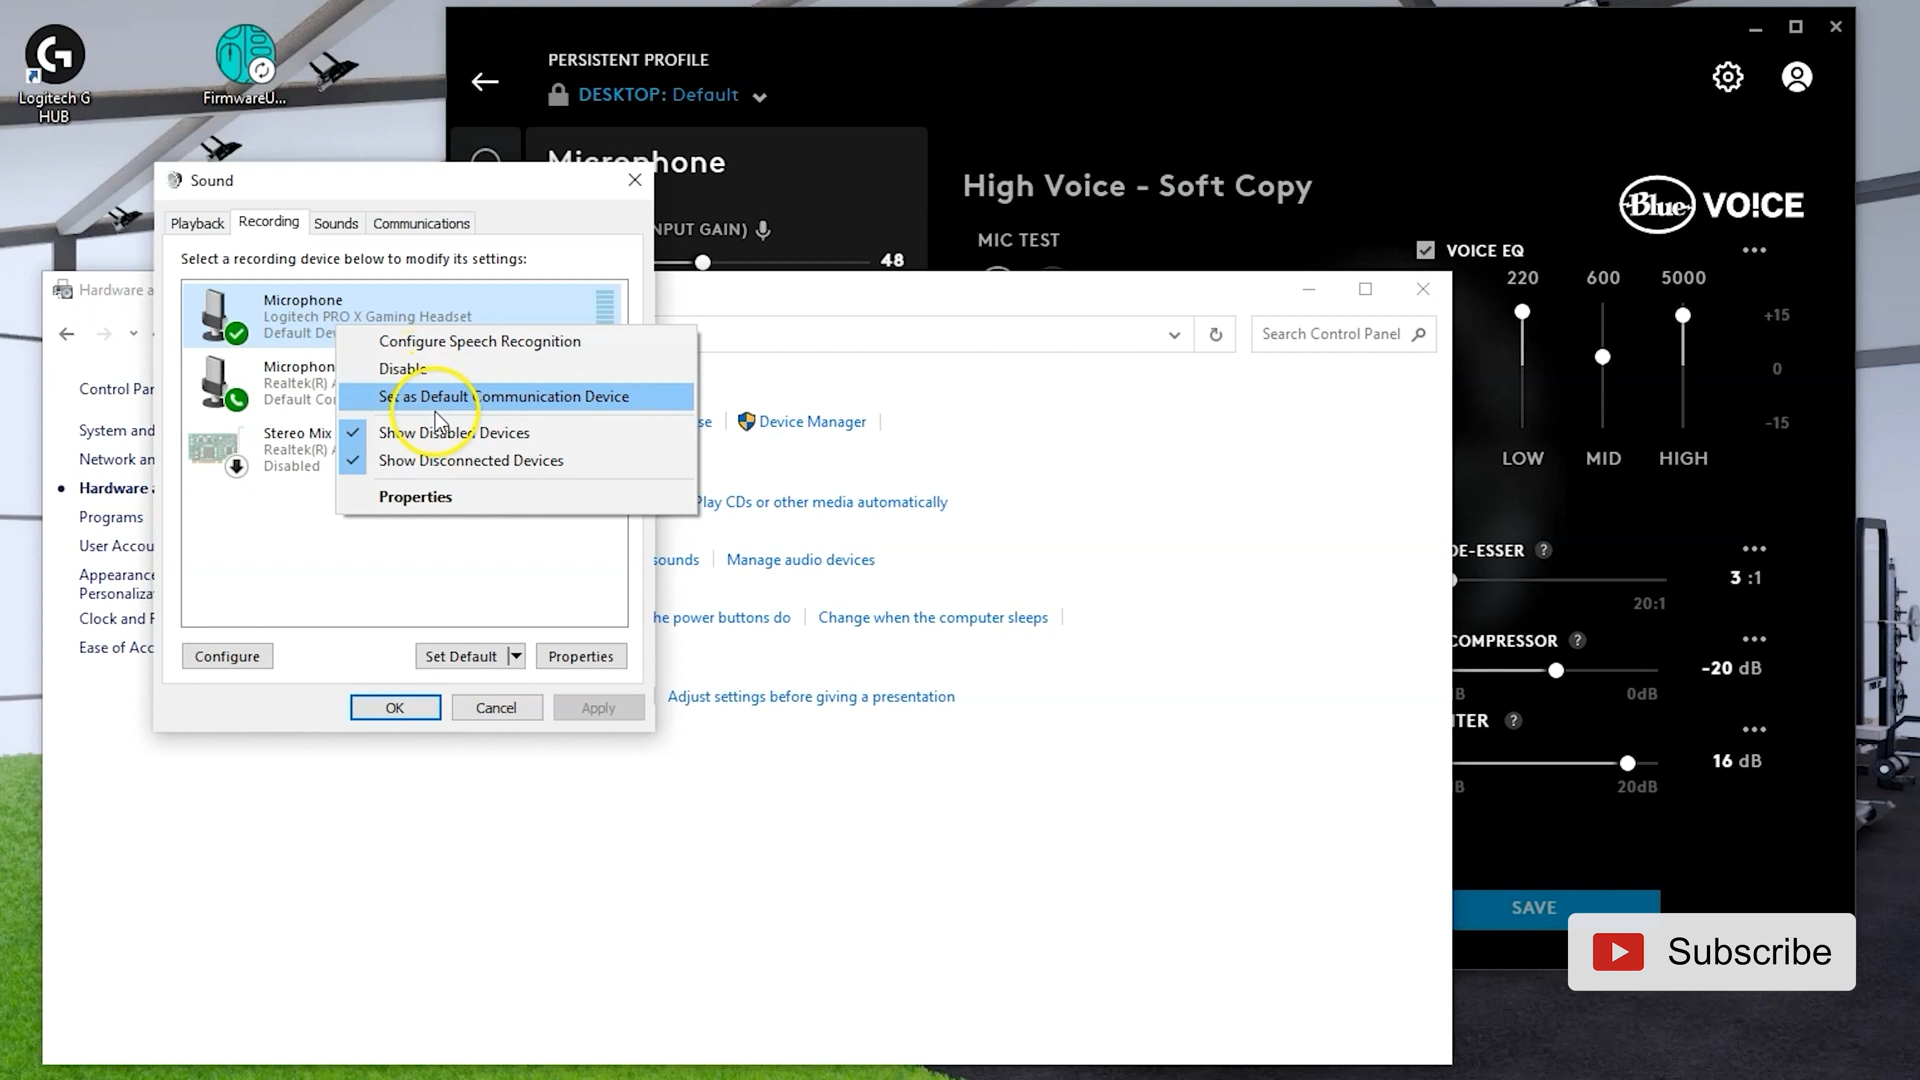 Logitech G
HUB
FirmwareU...
PERSISTENT PROFILE
DESKTOP: Default
Microphone
NPUT GAIN)
48
High Voice - Soft Copy
MIC TEST
Blue VO!CE
VOICE EQ
220 600 5000
+15
0
-15
LOW MID HIGH
DE-ESSER ?
3 :1
20:1
COMPRESSOR ?
-20 dB
0dB
ITER ?
16 dB
20dB
SAVE
Subscribe
Sound
Playback Recording Sounds Communications
Select a recording device below to modify its settings:
Microphone
Logitech PRO X Gaming Headset
Default Dev
Microphon
Realtek(R) A
Default Cor
Stereo Mix
Realtek(R) A
Disabled
Configure Speech Recognition
Disable
Set as Default Communication Device
Show Disabled Devices
Show Disconnected Devices
Properties
Configure Set Default Properties
OK Cancel Apply
Hardware a
Search Control Panel
Control Par
System and
Network an
Hardware a
Programs
User Accou
Appearance
Personaliza
Clock and R
Ease of Acc
se Device Manager
Play CDs or other media automatically
sounds Manage audio devices
he power buttons do Change when the computer sleeps
Adjust settings before giving a presentation